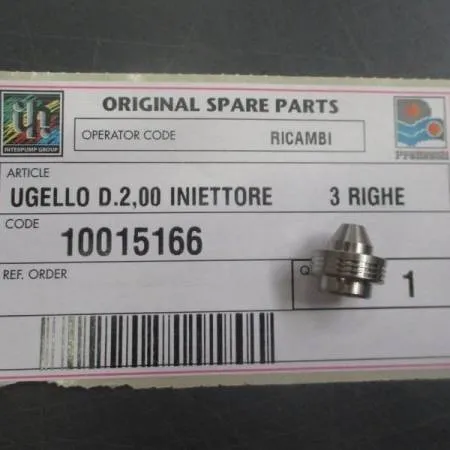 ORIGINAL SPARE PARTS
INTERPUMP GROUP
OPERATOR CODE RICAMBI
ARTICLE
UGELLO D.2,00 INIETTORE 3 RIGHE
CODE
10015166
REF. ORDER
1